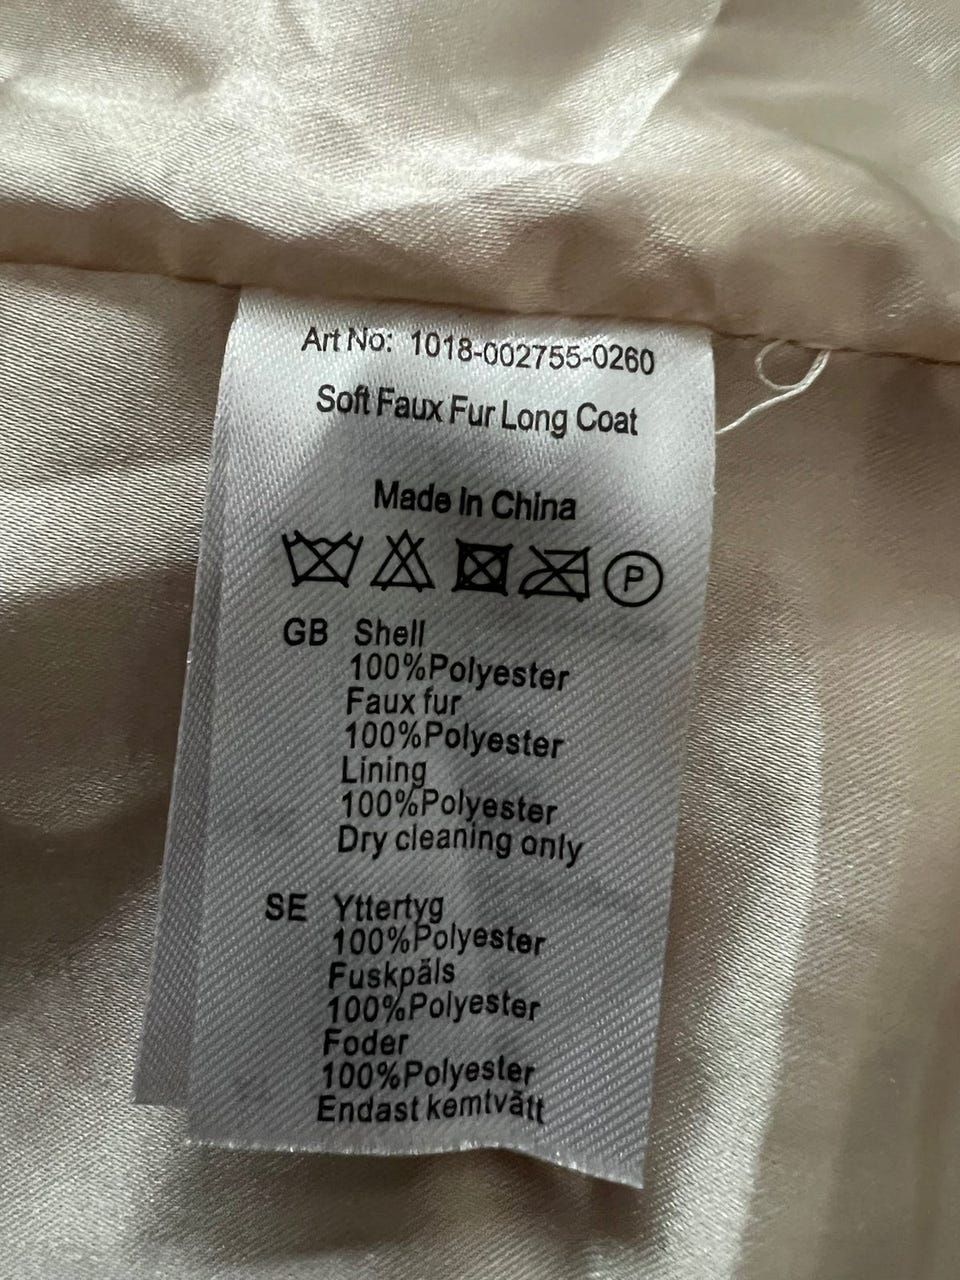 Art No: 1018-002755-0260
Soft Faux Fur Long Coat
Made in China
P
GB Shell
100%Polyester
Faux fur
100%Polyester
Lining
100%Polyester
Dry cleaning only
SE Yttertyg
100%Polyester
Fuskpäls
100%Polyester
Foder
100%Polyester
Endast kemtvätt